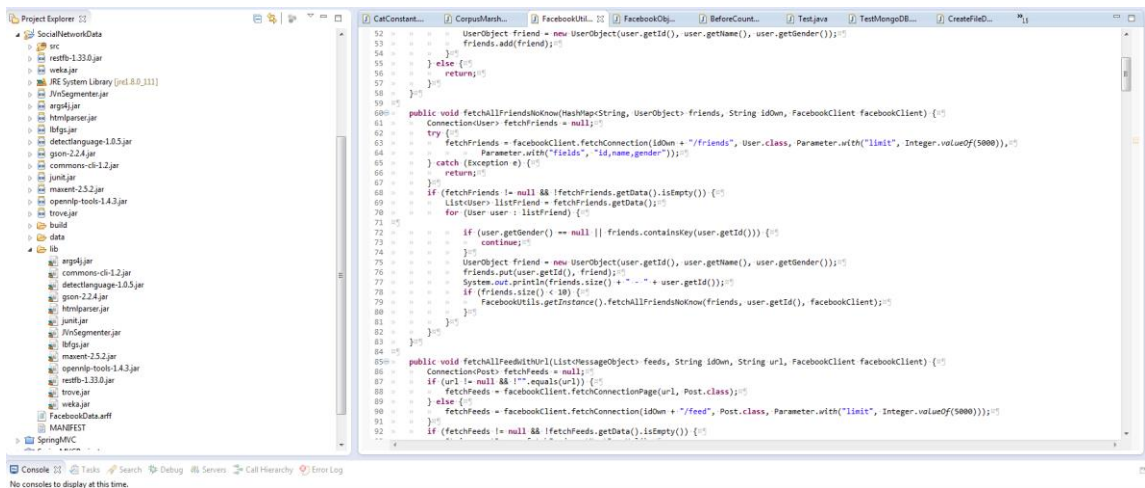 Project Explorer
SocialNetworkData
src
restfb-1.33.0.jar
weka.jar
JRE System Library [jre1.8.0_111]
JVnSegmenter.jar
args4j.jar
htmlparser.jar
lbfgs.jar
detectlanguage-1.0.5.jar
gson-2.2.4.jar
commons-cli-1.2.jar
junit.jar
maxent-2.5.2.jar
opennlp-tools-1.4.3.jar
trove.jar
build
data
lib
args4j.jar
commons-cli-1.2.jar
detectlanguage-1.0.5.jar
gson-2.2.4.jar
htmlparser.jar
junit.jar
JVnSegmenter.jar
lbfgs.jar
maxent-2.5.2.jar
opennlp-tools-1.4.3.jar
restfb-1.33.0.jar
trove.jar
weka.jar
FacebookData.arff
MANIFEST
SpringMVC
CatConstant.... CorpusMarsh... FacebookUtil... FacebookObj... BeforeCount... Test.java TestMongoDB.... CreateFileD... 11
52 UserObject friend = new UserObject(user.getId(), user.getName(), user.getGender());
53 friends.add(friend);
54 }
55 } else {
56 return;
57 }
58 }
59
60 public void fetchAllFriendsNoKnow(HashMap<String, UserObject> friends, String idOwn, FacebookClient facebookClient) {
61 Connection<User> fetchFriends = null;
62 try {
63 fetchFriends = facebookClient.fetchConnection(idOwn + "/friends", User.class, Parameter.with("limit", Integer.valueOf(5000)),
64 Parameter.with("fields", "id,name,gender"));
65 } catch (Exception e) {
66 return;
67 }
68 if (fetchFriends != null && !fetchFriends.getData().isEmpty()) {
69 List<User> listFriend = fetchFriends.getData();
70 for (User user : listFriend) {
71
72 if (user.getGender() == null || friends.containsKey(user.getId())) {
73 continue;
74 }
75 UserObject friend = new UserObject(user.getId(), user.getName(), user.getGender());
76 friends.put(user.getId(), friend);
77 System.out.println(friends.size() + " - " + user.getId());
78 if (friends.size() < 10) {
79 FacebookUtils.getInstance().fetchAllFriendsNoKnow(friends, user.getId(), facebookClient);
80 }
81 }
82 }
83 }
84
85 public void fetchAllFeedWithUrl(List<MessageObject> feeds, String idOwn, String url, FacebookClient facebookClient) {
86 Connection<Post> fetchFeeds = null;
87 if (url != null && !"".equals(url)) {
88 fetchFeeds = facebookClient.fetchConnectionPage(url, Post.class);
89 } else {
90 fetchFeeds = facebookClient.fetchConnection(idOwn + "/feed", Post.class, Parameter.with("limit", Integer.valueOf(5000)));
91 }
92 if (fetchFeeds != null && !fetchFeeds.getData().isEmpty()) {
Console Tasks Search Debug Servers Call Hierarchy Error Log
No consoles to display at this time.